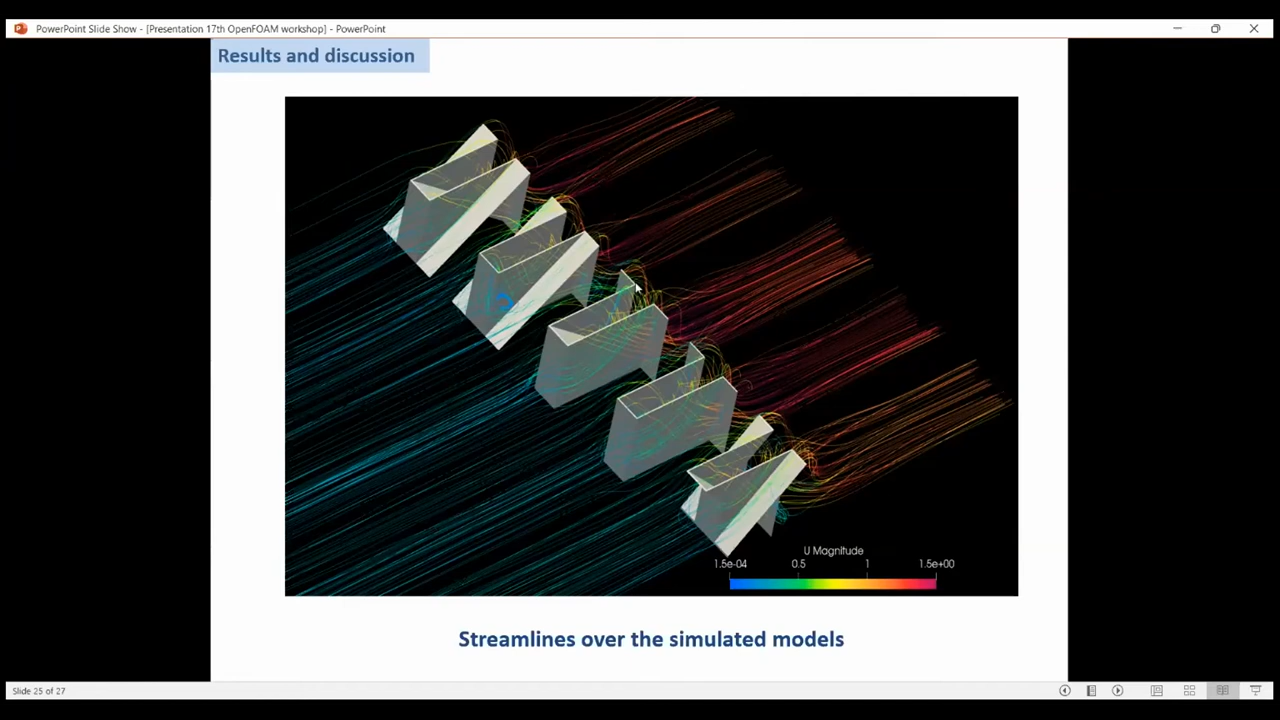 PowerPoint Slide Show - [Presentation 17th OpenFOAM workshop] - PowerPoint
Results and discussion
U Magnitude
1.5e-04 0.5 1 1.5e+00
Streamlines over the simulated models
Slide 25 of 27